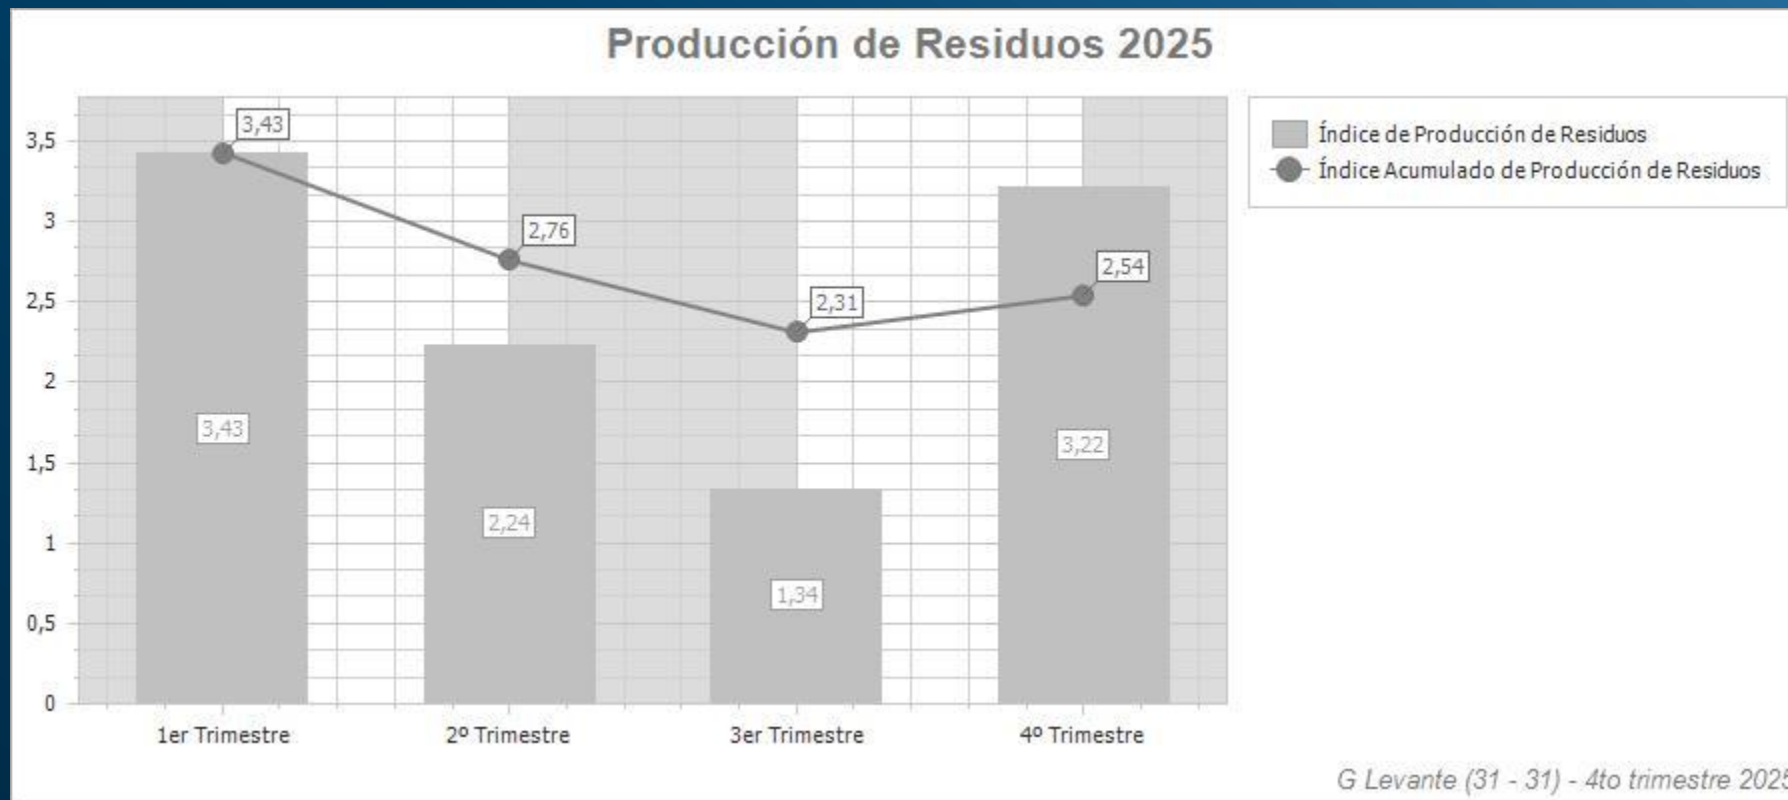 Producción de Residuos 2025
Índice de Producción de Residuos
Índice Acumulado de Producción de Residuos
3,5
3
2,5
2
1,5
1
0,5
0
3,43
2,76
2,31
2,54
3,43
2,24
1,34
3,22
1er Trimestre
2º Trimestre
3er Trimestre
4º Trimestre
G Levante (31 - 31) - 4to trimestre 2025